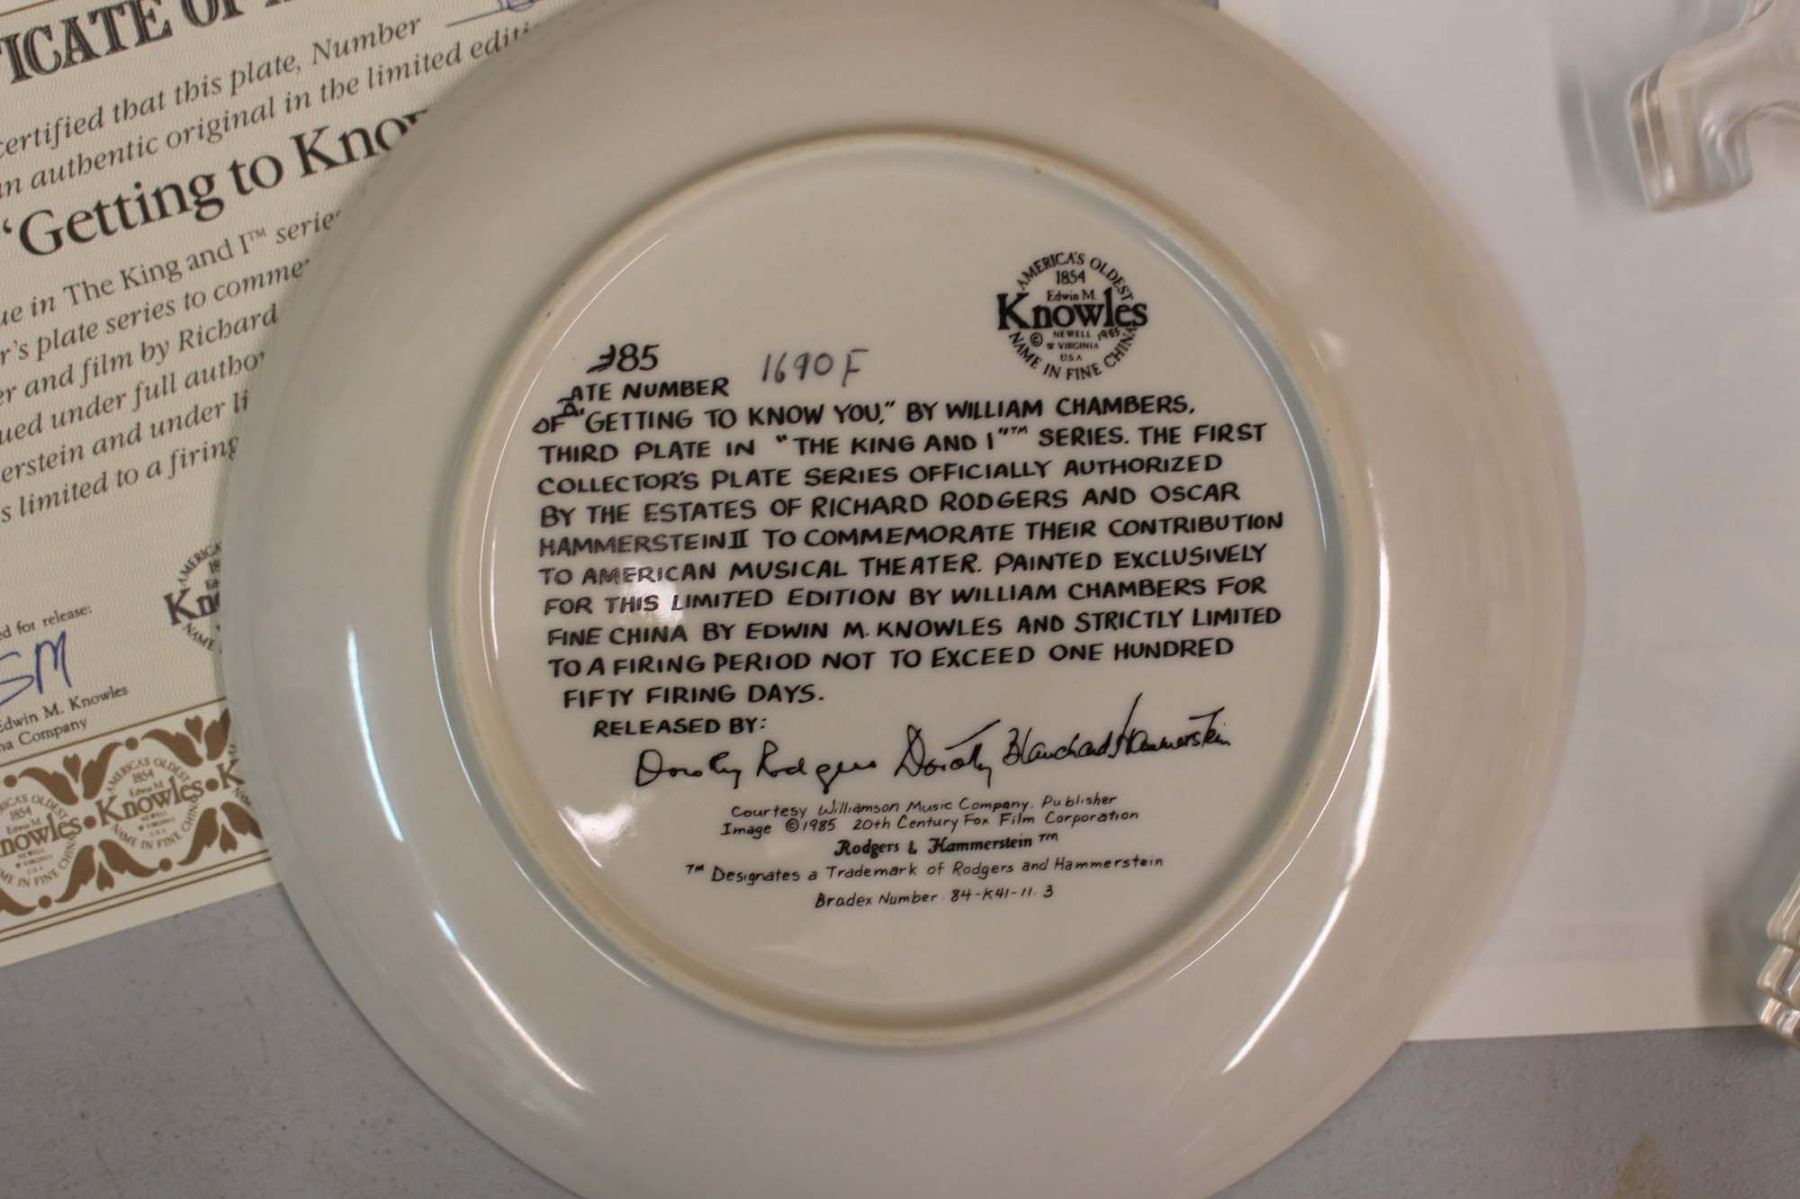 ICATE OF
certified that this plate, Number
n authentic original in the limited editi
"Getting to Know
ue in The King and I™ serie
r's plate series to comme
er and film by Richard
ued under full autho
erstein and under li
s limited to a firing
ed for release:
SM
Edwin M. Knowles
na Company
AMERICA'S OLDEST
1854
Edwin M.
Knowles
NEWELL 1985
© W VIRGINIA
USA
NAME IN FINE CHINA
985
ATE NUMBER 1690F
OF A "GETTING TO KNOW YOU," BY WILLIAM CHAMBERS,
THIRD PLATE IN "THE KING AND I"™ SERIES. THE FIRST
COLLECTOR'S PLATE SERIES OFFICIALLY AUTHORIZED
BY THE ESTATES OF RICHARD RODGERS AND OSCAR
HAMMERSTEIN II TO COMMEMORATE THEIR CONTRIBUTION
TO AMERICAN MUSICAL THEATER. PAINTED EXCLUSIVELY
FOR THIS LIMITED EDITION BY WILLIAM CHAMBERS FOR
FINE CHINA BY EDWIN M. KNOWLES AND STRICTLY LIMITED
TO A FIRING PERIOD NOT TO EXCEED ONE HUNDRED
FIFTY FIRING DAYS.
RELEASED BY:
Dorothy Rodgers Dorothy Blanchard Hammerstein
Courtesy Williamson Music Company, Publisher
Image ©1985 20th Century Fox Film Corporation
Rodgers & Hammerstein™
™ Designates a Trademark of Rodgers and Hammerstein
Bradex Number 84-K41-11.3